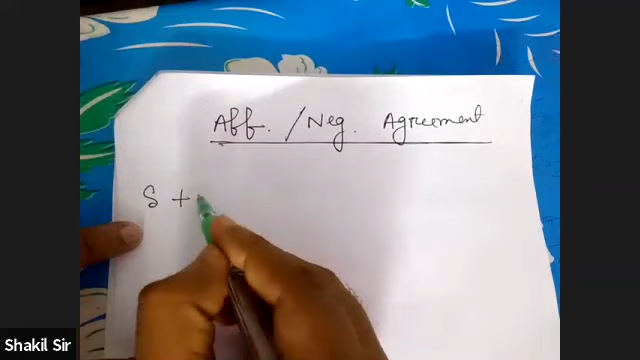 Aff. / Neg. Agreement
S +
Shakil Sir